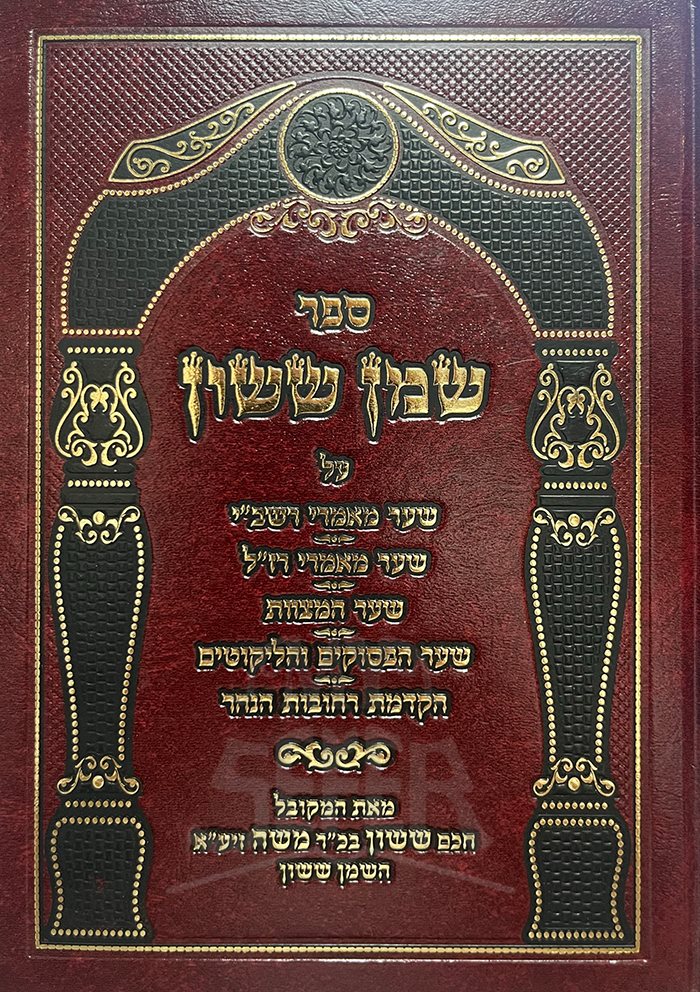 ספר
שמן ששון
על
שער מאמרי רשב״י
שער מאמרי רז״ל
שער המצוות
שער הפסוקים והליקוטים
הקדמת רחובות הנהר
מאת המקובל
חכם ששון בכ״ר משה זיע״א
השמן ששון
SEFER